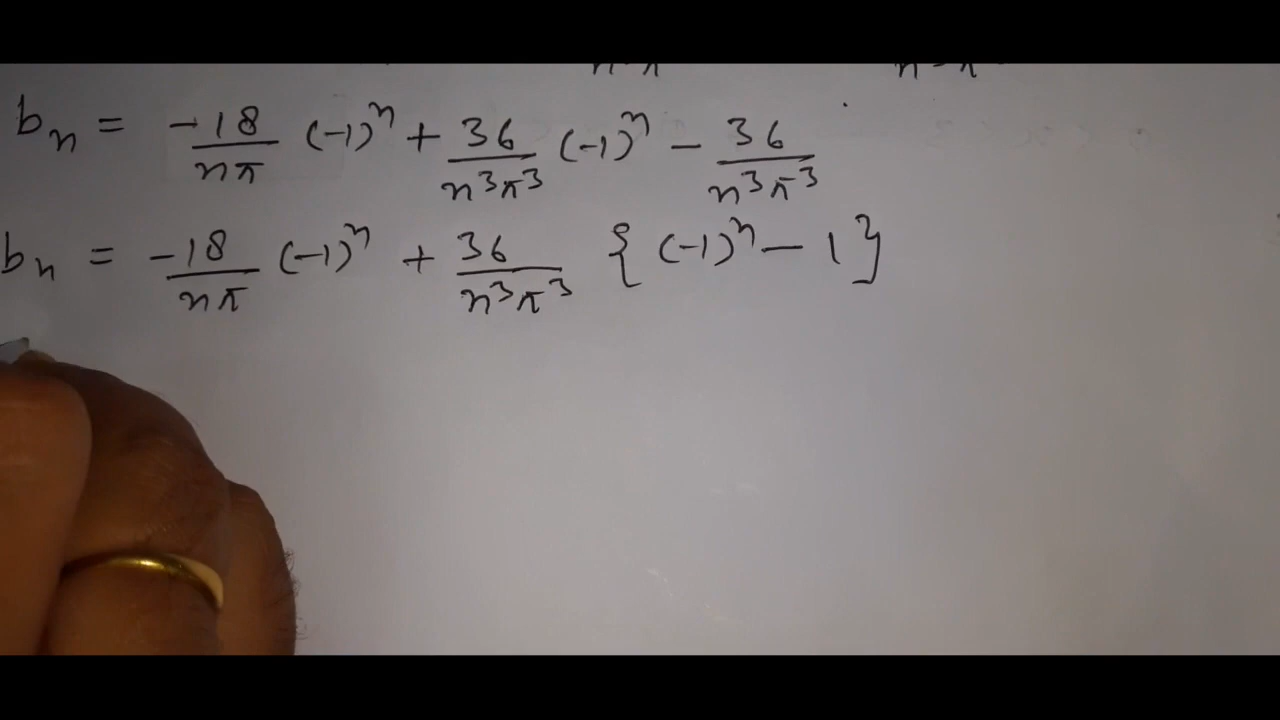 bₙ = -18/nπ (-1)ⁿ + 36/n³π³ (-1)ⁿ - 36/n³π³
bₙ = -18/nπ (-1)ⁿ + 36/n³π³ { (-1)ⁿ - 1 }